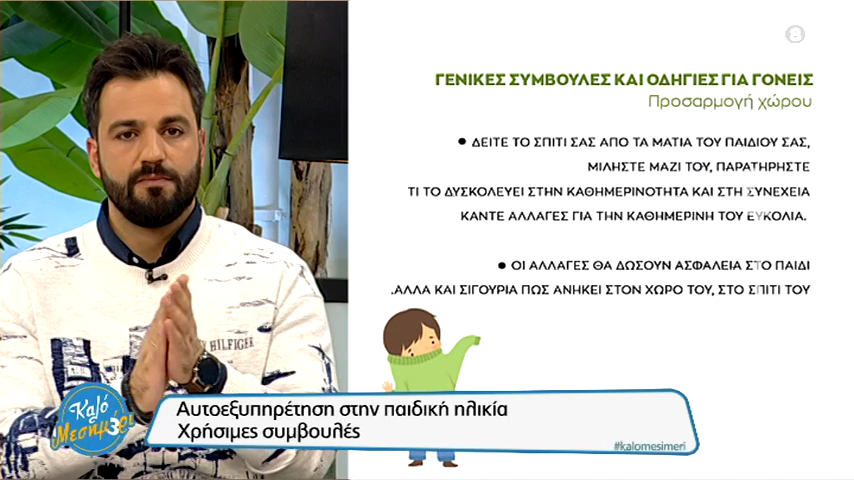 ΓΕΝΙΚΕΣ ΣΥΜΒΟΥΛΕΣ ΚΑΙ ΟΔΗΓΙΕΣ ΓΙΑ ΓΟΝΕΙΣ
Προσαρμογή χώρου
● ΔΕΙΤΕ ΤΟ ΣΠΙΤΙ ΣΑΣ ΑΠΟ ΤΑ ΜΑΤΙΑ ΤΟΥ ΠΑΙΔΙΟΥ ΣΑΣ,
ΜΙΛΗΣΤΕ ΜΑΖΙ ΤΟΥ, ΠΑΡΑΤΗΡΗΣΤΕ
ΤΙ ΤΟ ΔΥΣΚΟΛΕΥΕΙ ΣΤΗΝ ΚΑΘΗΜΕΡΙΝΟΤΗΤΑ ΚΑΙ ΣΤΗ ΣΥΝΕΧΕΙΑ
ΚΑΝΤΕ ΑΛΛΑΓΕΣ ΓΙΑ ΤΗΝ ΚΑΘΗΜΕΡΙΝΗ ΤΟΥ ΕΥΚΟΛΙΑ.
● ΟΙ ΑΛΛΑΓΕΣ ΘΑ ΔΩΣΟΥΝ ΑΣΦΑΛΕΙΑ ΣΤΟ ΠΑΙΔΙ
.ΑΛΛΑ ΚΑΙ ΣΙΓΟΥΡΙΑ ΠΩΣ ΑΝΗΚΕΙ ΣΤΟΝ ΧΩΡΟ ΤΟΥ, ΣΤΟ ΣΠΙΤΙ ΤΟΥ
HILFIGER
Καλό
Μεσημ3ρι
Αυτοεξυπηρέτηση στην παιδική ηλικία
Χρήσιμες συμβουλές
#kalomesimeri